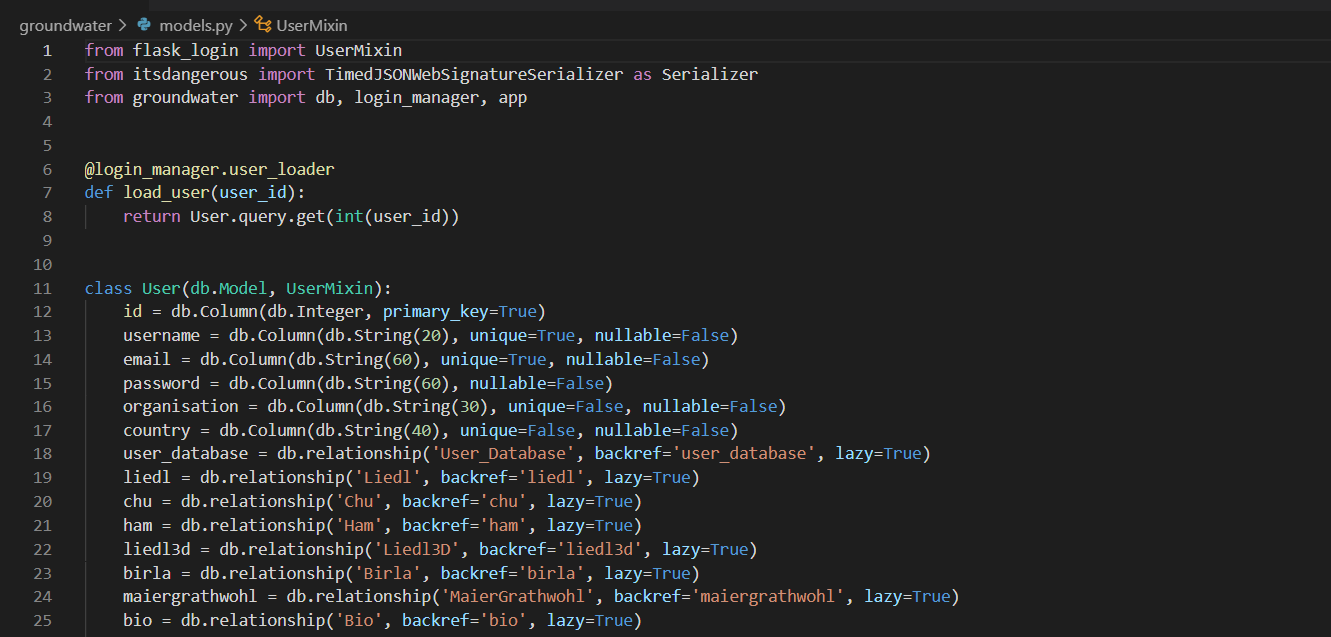 groundwater > models.py > UserMixin
1 from flask_login import UserMixin
2 from itsdangerous import TimedJSONWebSignatureSerializer as Serializer
3 from groundwater import db, login_manager, app
4
5
6 @login_manager.user_loader
7 def load_user(user_id):
8     return User.query.get(int(user_id))
9
10
11 class User(db.Model, UserMixin):
12     id = db.Column(db.Integer, primary_key=True)
13     username = db.Column(db.String(20), unique=True, nullable=False)
14     email = db.Column(db.String(60), unique=True, nullable=False)
15     password = db.Column(db.String(60), nullable=False)
16     organisation = db.Column(db.String(30), unique=False, nullable=False)
17     country = db.Column(db.String(40), unique=False, nullable=False)
18     user_database = db.relationship('User_Database', backref='user_database', lazy=True)
19     liedl = db.relationship('Liedl', backref='liedl', lazy=True)
20     chu = db.relationship('Chu', backref='chu', lazy=True)
21     ham = db.relationship('Ham', backref='ham', lazy=True)
22     liedl3d = db.relationship('Liedl3D', backref='liedl3d', lazy=True)
23     birla = db.relationship('Birla', backref='birla', lazy=True)
24     maiergrathwohl = db.relationship('MaierGrathwohl', backref='maiergrathwohl', lazy=True)
25     bio = db.relationship('Bio', backref='bio', lazy=True)